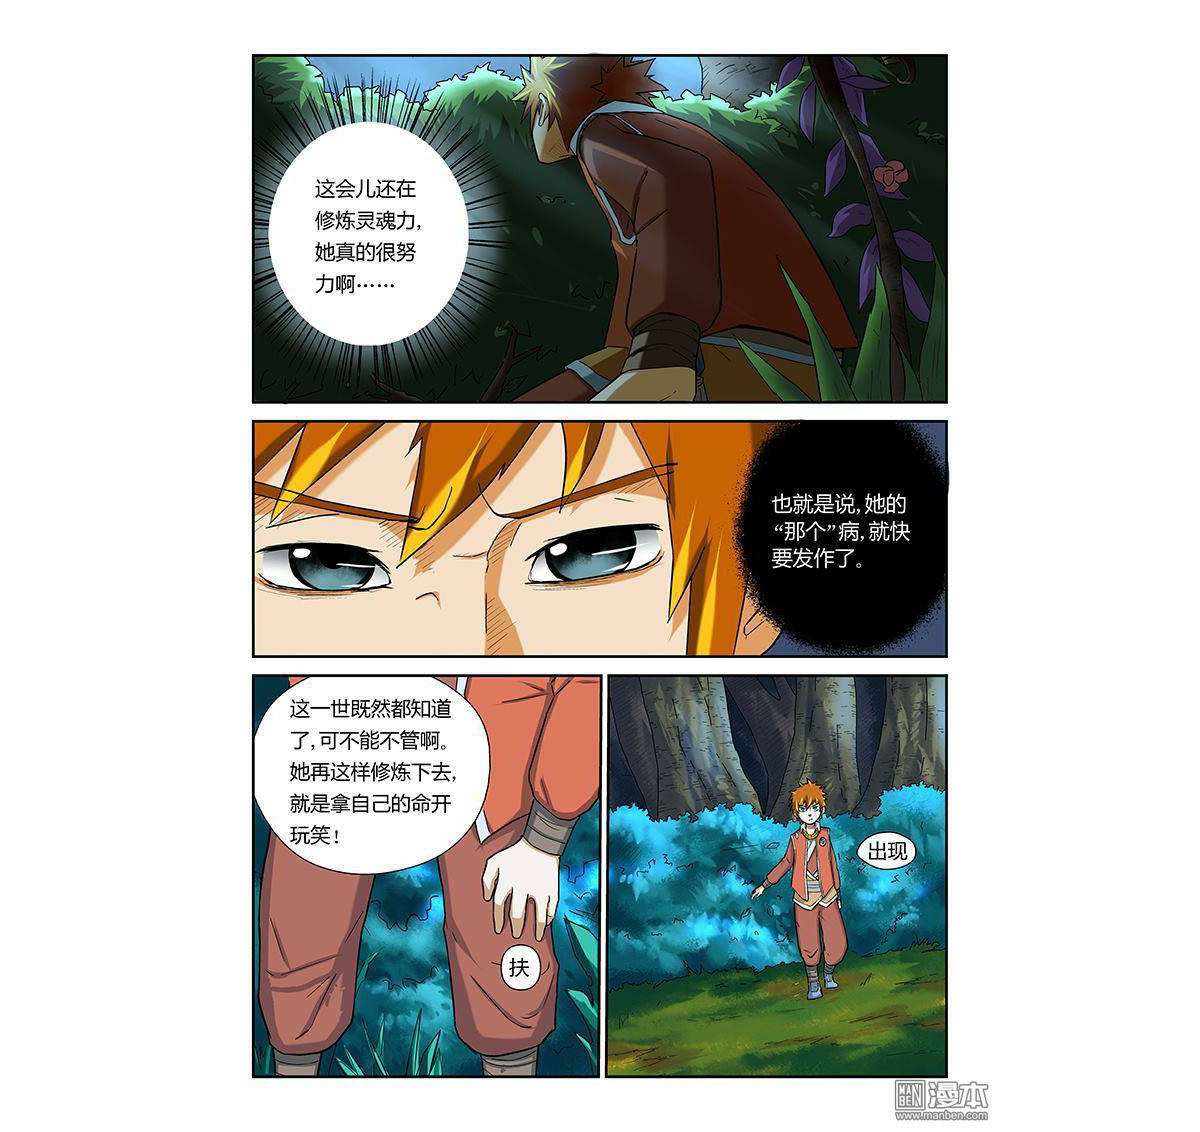 这会儿还在
修炼灵魂力,
她真的很努
力啊……
也就是说,她的
“那个”病,就快
要发作了。
这一世既然都知道
了,可不能不管啊。
她再这样修炼下去,
就是拿自己的命开
玩笑!
扶
出现
MAN
BEN
漫本
www.manben.com